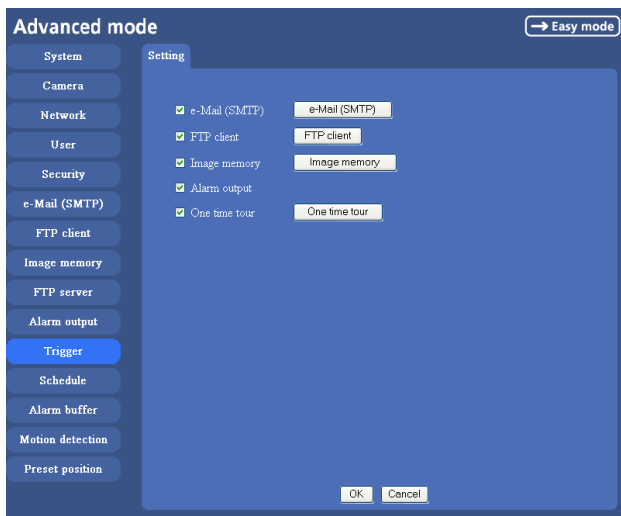 Advanced mode
→ Easy mode
System
Camera
Network
User
Security
e-Mail (SMTP)
FTP client
Image memory
FTP server
Alarm output
Trigger
Schedule
Alarm buffer
Motion detection
Preset position
Setting
e-Mail (SMTP) e-Mail (SMTP)
FTP client FTP client
Image memory Image memory
Alarm output
One time tour One time tour
OK Cancel